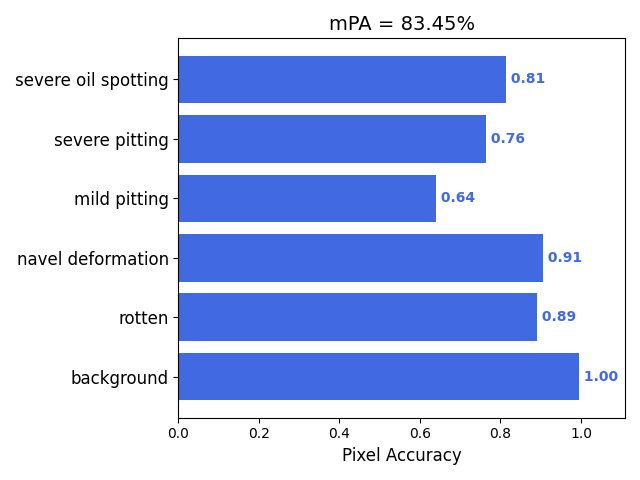 mPA = 83.45%
severe oil spotting 0.81
severe pitting 0.76
mild pitting 0.64
navel deformation 0.91
rotten 0.89
background 1.00
0.0 0.2 0.4 0.6 0.8 1.0
Pixel Accuracy